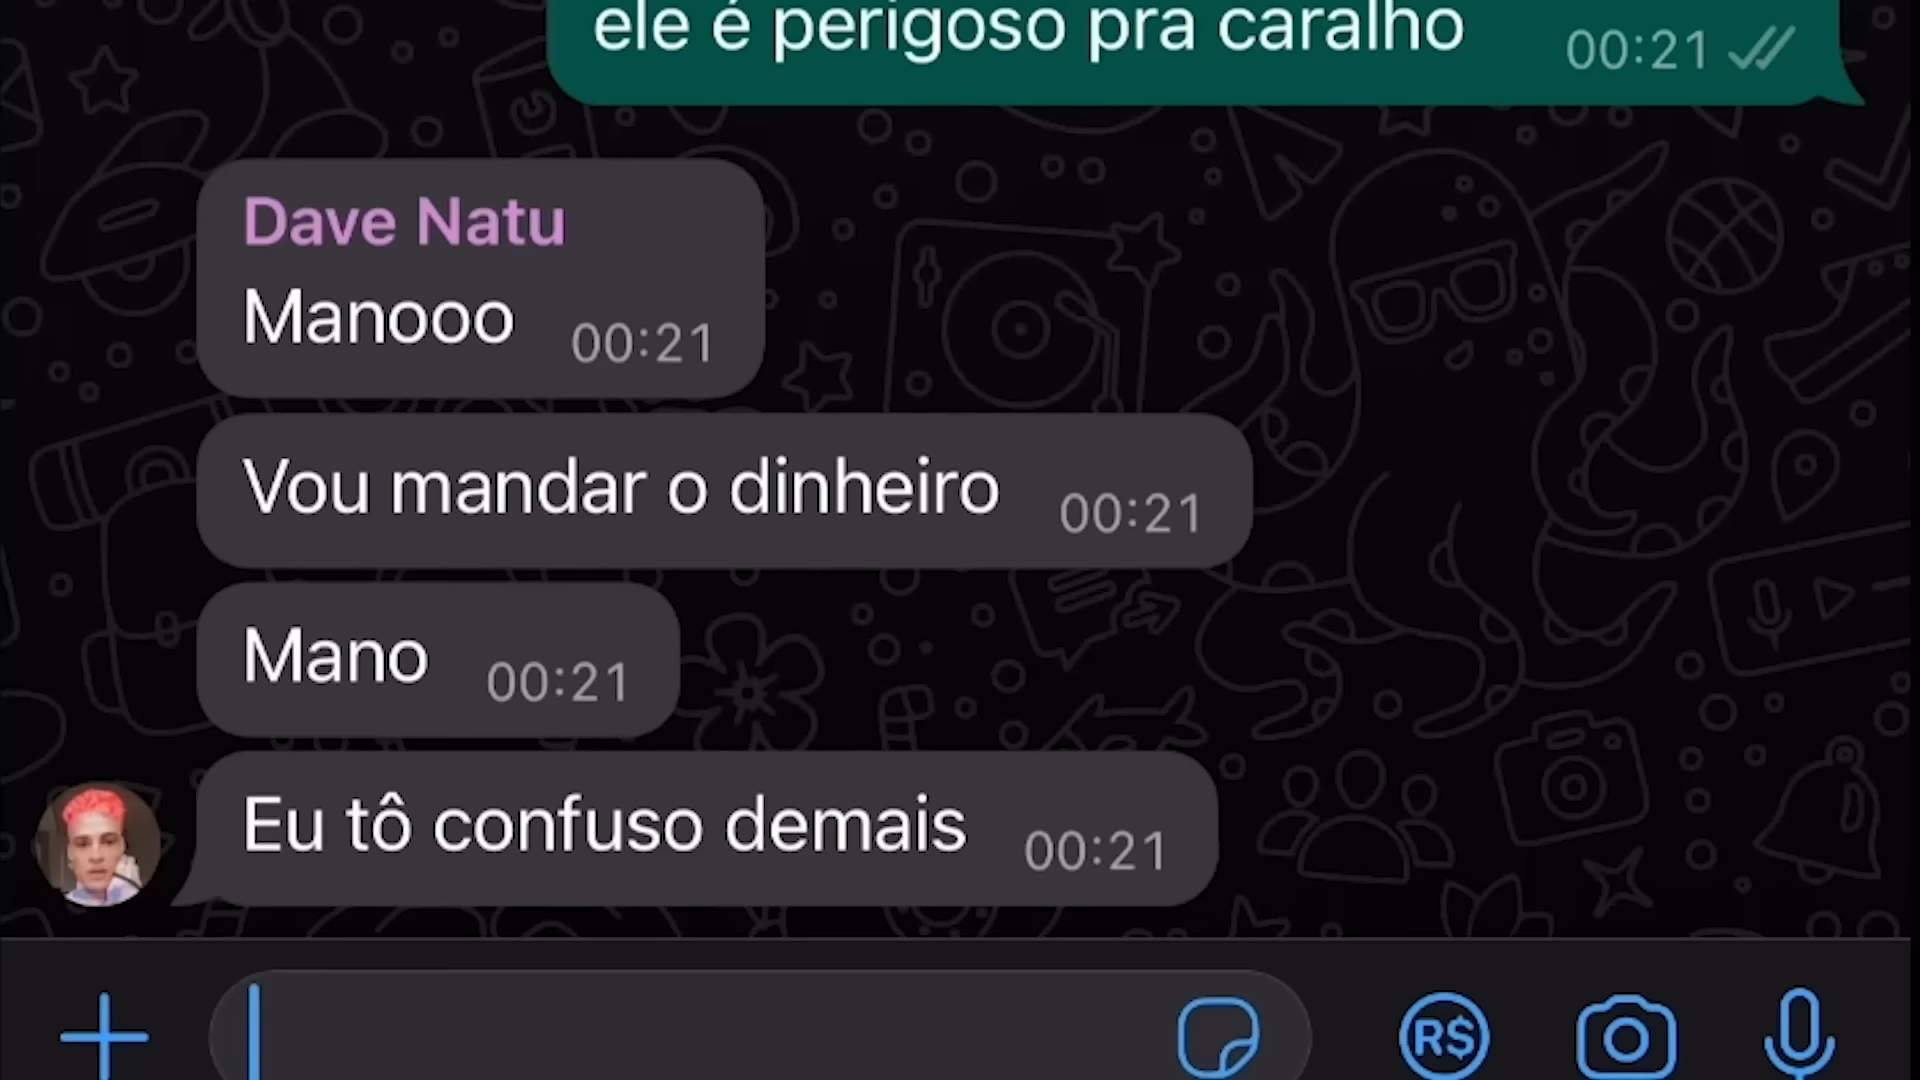 ele é perigoso pra caralho 00:21
Dave Natu
Manooo 00:21
Vou mandar o dinheiro 00:21
Mano 00:21
Eu tô confuso demais 00:21
R$